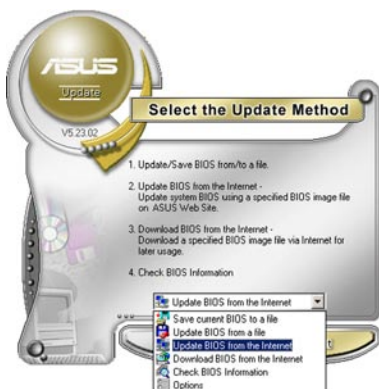 ASUS
Update
V5.23.02
Select the Update Method
1. Update/Save BIOS from/to a file.
2. Update BIOS from the Internet -
Update system BIOS using a specified BIOS image file
on ASUS Web Site.
3. Download BIOS from the Internet -
Download a specified BIOS image file via Internet for
later usage.
4. Check BIOS Information
Update BIOS from the Internet
Save current BIOS to a file
Update BIOS from a file
Update BIOS from the Internet
Download BIOS from the Internet
Check BIOS Information
Options